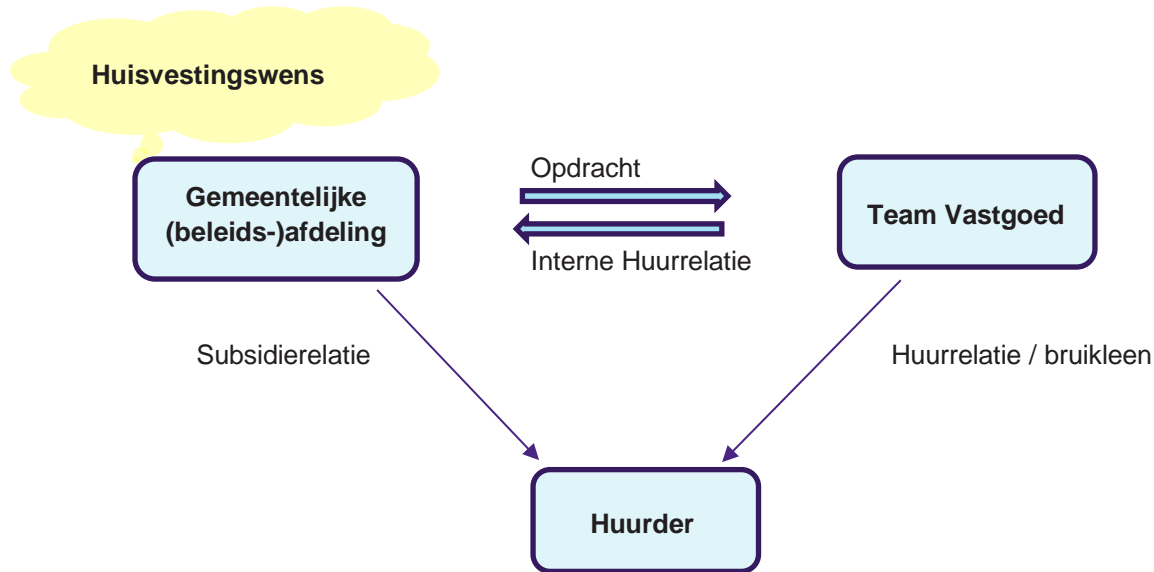 Huisvestingswens
Opdracht
Gemeentelijke
(beleids-)afdeling
Team Vastgoed
Interne Huurrelatie
Subsidierelatie
Huurrelatie / bruikleen
Huurder